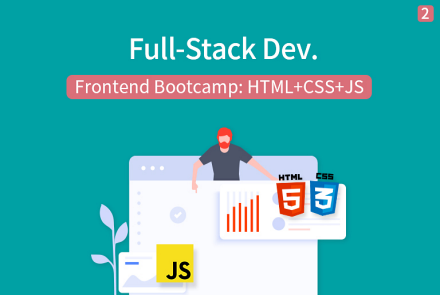 2
Full-Stack Dev.
Frontend Bootcamp: HTML+CSS+JS
HTML
5
CSS
3
JS